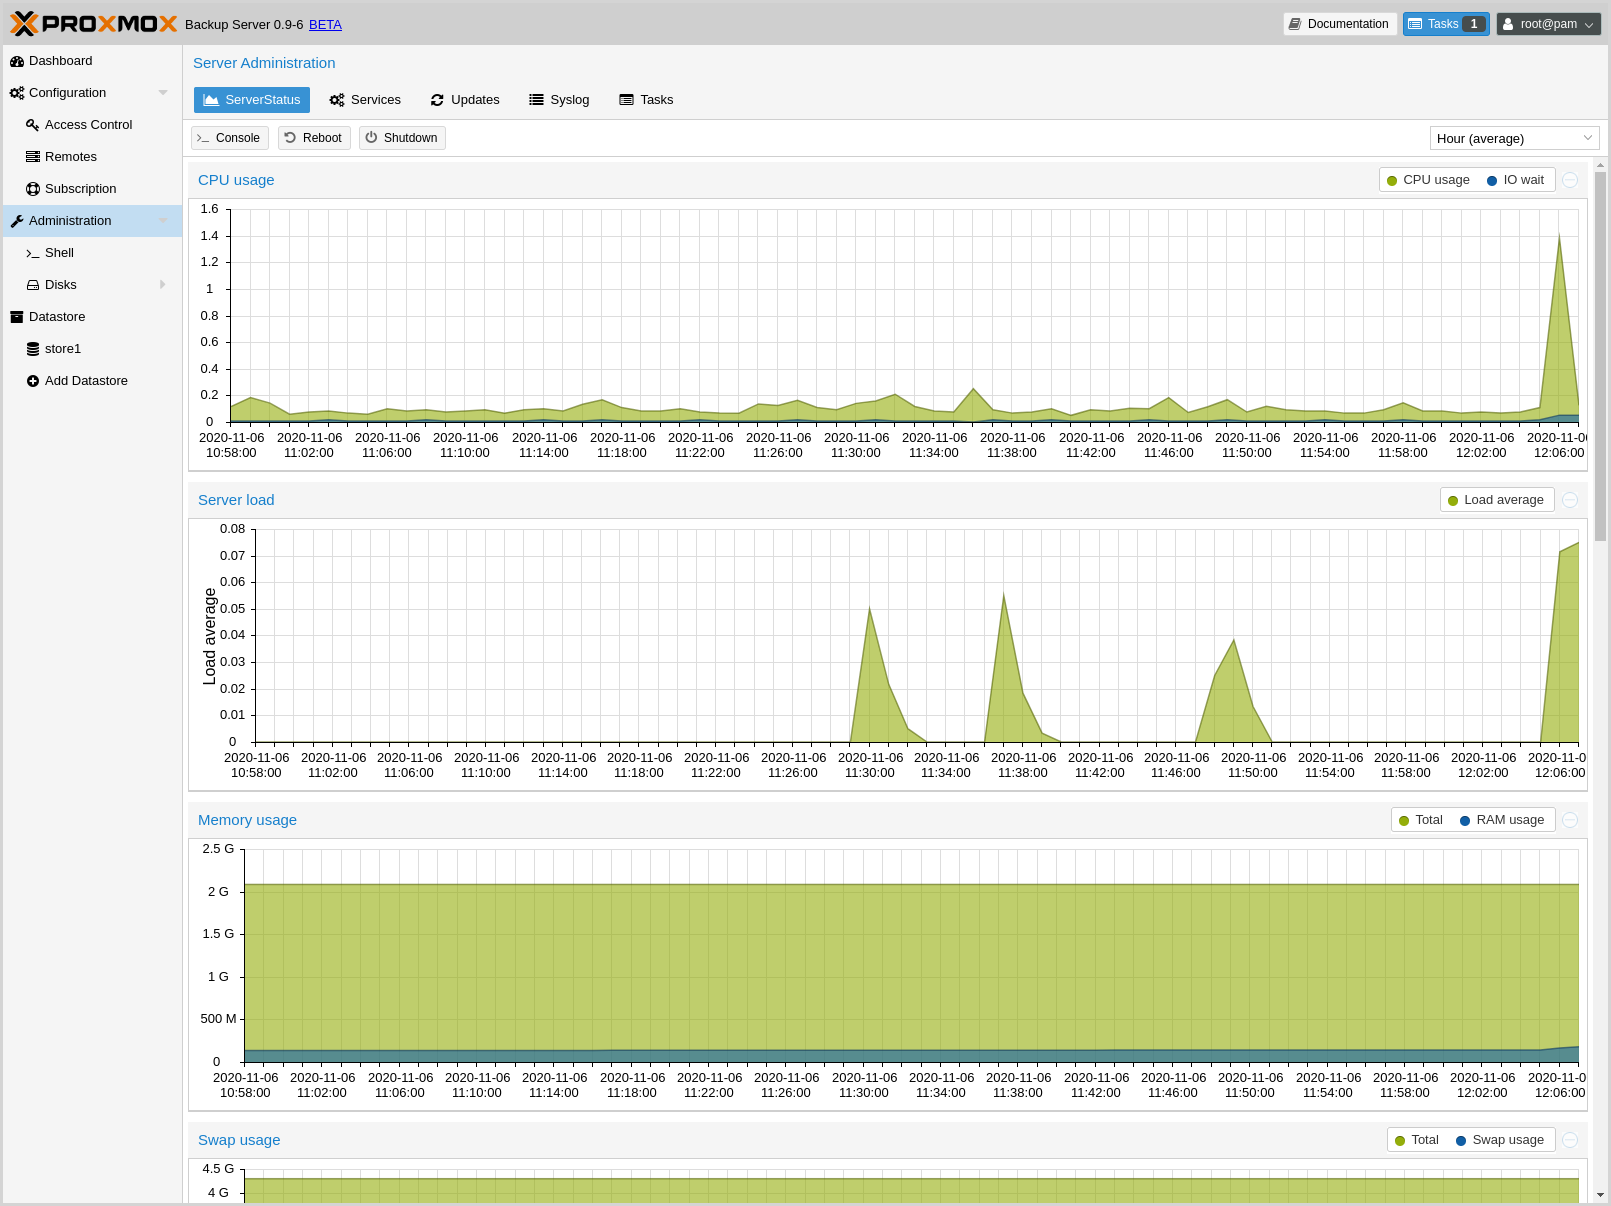 PROXMOX Backup Server 0.9-6 BETA
Documentation
Tasks 1
root@pam
Dashboard
Configuration
Access Control
Remotes
Subscription
Administration
Shell
Disks
Datastore
store1
Add Datastore
Server Administration
ServerStatus Services Updates Syslog Tasks
Console Reboot Shutdown
Hour (average)
CPU usage
CPU usage IO wait
1.6
1.4
1.2
1
0.8
0.6
0.4
0.2
0
2020-11-06 2020-11-06 2020-11-06 2020-11-06 2020-11-06 2020-11-06 2020-11-06 2020-11-06 2020-11-06 2020-11-06 2020-11-06 2020-11-06 2020-11-06 2020-11-06 2020-11-06 2020-11-06 2020-11-06 2020-11-0
10:58:00 11:02:00 11:06:00 11:10:00 11:14:00 11:18:00 11:22:00 11:26:00 11:30:00 11:34:00 11:38:00 11:42:00 11:46:00 11:50:00 11:54:00 11:58:00 12:02:00 12:06:00
Server load
Load average
Load average
0.08
0.07
0.06
0.05
0.04
0.03
0.02
0.01
0
2020-11-06 2020-11-06 2020-11-06 2020-11-06 2020-11-06 2020-11-06 2020-11-06 2020-11-06 2020-11-06 2020-11-06 2020-11-06 2020-11-06 2020-11-06 2020-11-06 2020-11-06 2020-11-06 2020-11-06 2020-11-0
10:58:00 11:02:00 11:06:00 11:10:00 11:14:00 11:18:00 11:22:00 11:26:00 11:30:00 11:34:00 11:38:00 11:42:00 11:46:00 11:50:00 11:54:00 11:58:00 12:02:00 12:06:00
Memory usage
Total RAM usage
2.5 G
2 G
1.5 G
1 G
500 M
0
2020-11-06 2020-11-06 2020-11-06 2020-11-06 2020-11-06 2020-11-06 2020-11-06 2020-11-06 2020-11-06 2020-11-06 2020-11-06 2020-11-06 2020-11-06 2020-11-06 2020-11-06 2020-11-06 2020-11-06 2020-11-0
10:58:00 11:02:00 11:06:00 11:10:00 11:14:00 11:18:00 11:22:00 11:26:00 11:30:00 11:34:00 11:38:00 11:42:00 11:46:00 11:50:00 11:54:00 11:58:00 12:02:00 12:06:00
Swap usage
Total Swap usage
4.5 G
4 G